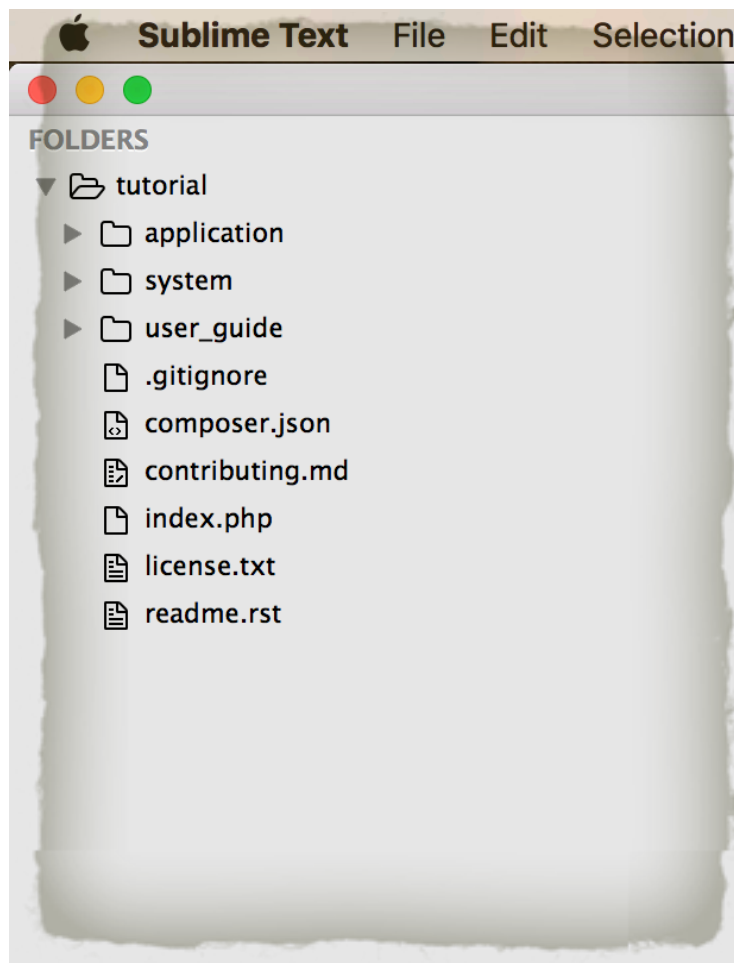 Sublime Text File Edit Selection
FOLDERS
tutorial
application
system
user_guide
.gitignore
composer.json
contributing.md
index.php
license.txt
readme.rst